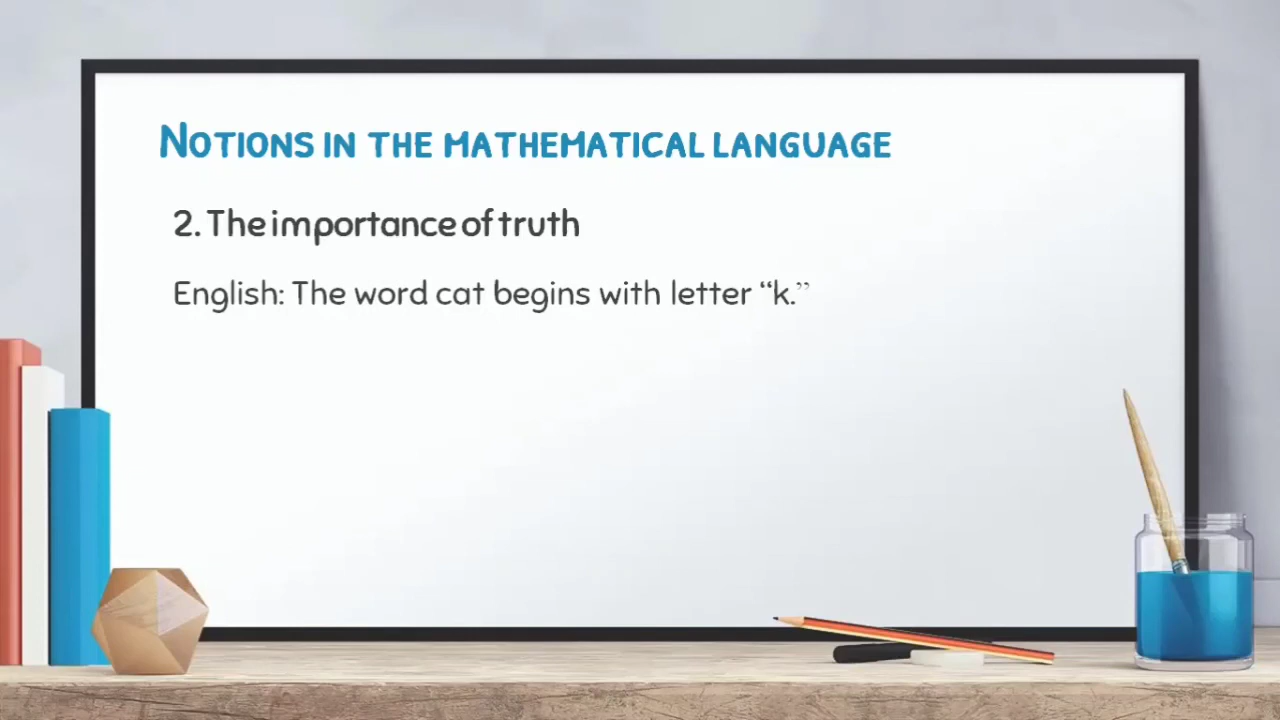 NOTIONS IN THE MATHEMATICAL LANGUAGE
2. The importance of truth
English: The word cat begins with letter “k.”